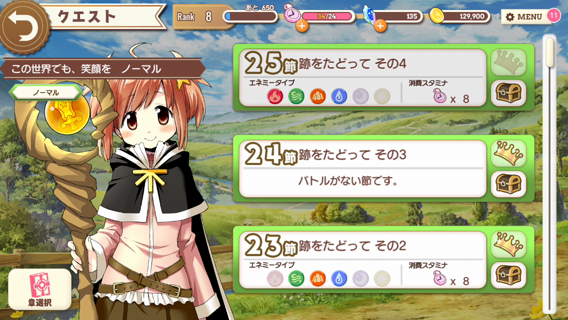 クエスト
Rank 8
あと 650
14/24
135
129,900
MENU
11
この世界でも、笑顔を ノーマル
ノーマル
25節 跡をたどって その4
エネミータイプ
消費スタミナ
x 8
24節 跡をたどって その3
バトルがない節です。
23節 跡をたどって その2
エネミータイプ
消費スタミナ
x 8
章選択